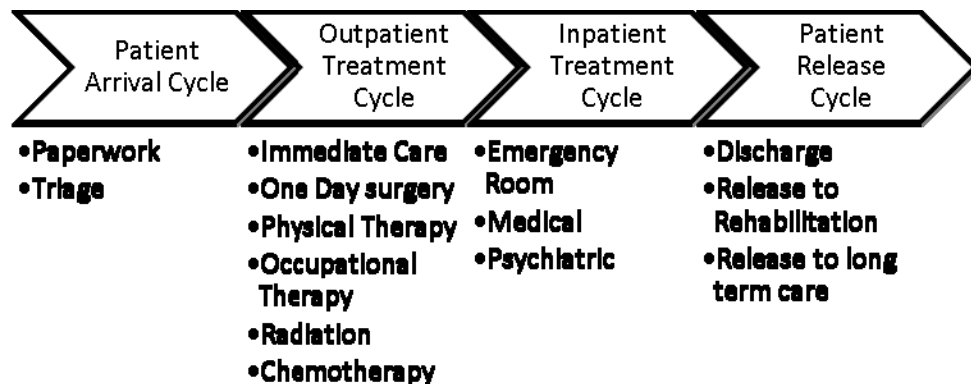 Patient
Arrival Cycle
Outpatient
Treatment
Cycle
Inpatient
Treatment
Cycle
Patient
Release
Cycle
•Paperwork
•Triage
•Immediate Care
•One Day surgery
•Physical Therapy
•Occupational
Therapy
•Radiation
•Chemotherapy
•Emergency
Room
•Medical
•Psychiatric
•Discharge
•Release to
Rehabilitation
•Release to long
term care